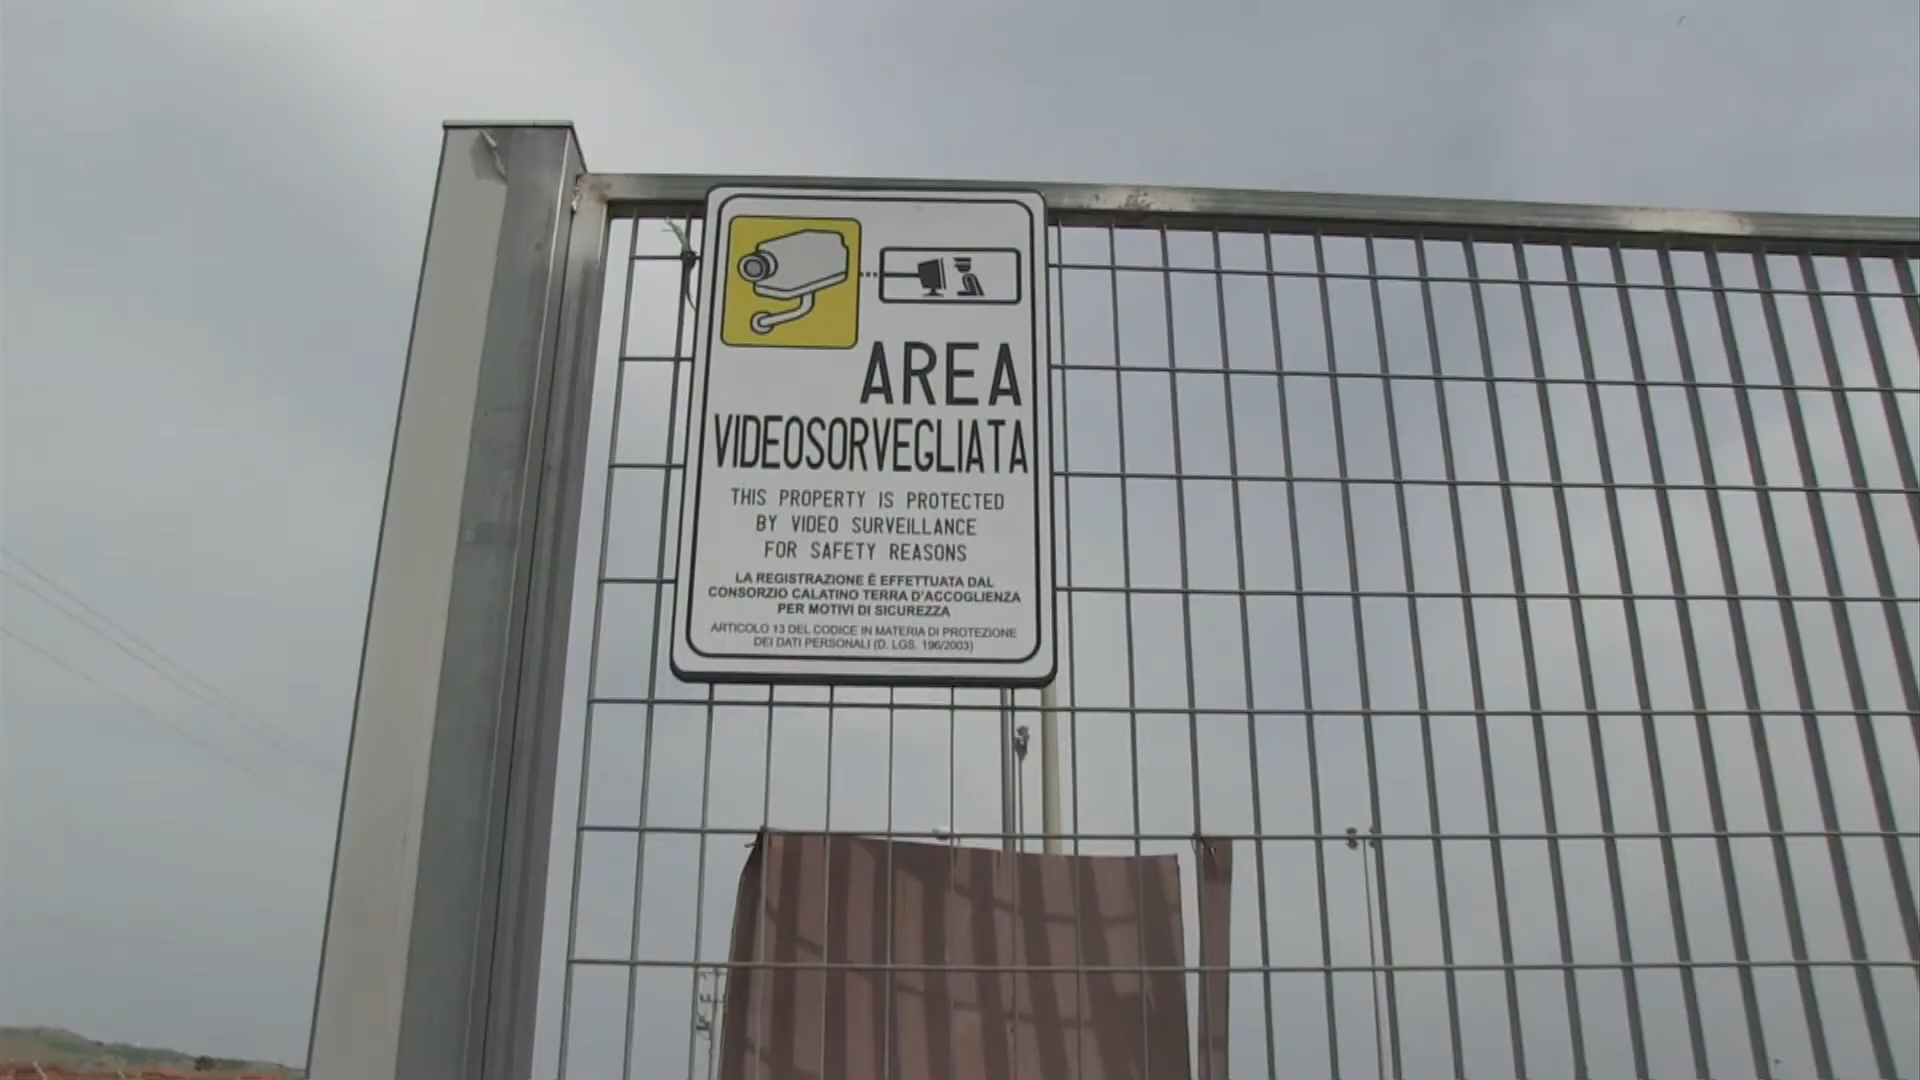 AREA
VIDEOSORVEGLIATA
THIS PROPERTY IS PROTECTED
BY VIDEO SURVEILLANCE
FOR SAFETY REASONS
LA REGISTRAZIONE È EFFETTUATA DAL
CONSORZIO CALATINO TERRA D'ACCOGLIENZA
PER MOTIVI DI SICUREZZA
ARTICOLO 13 DEL CODICE IN MATERIA DI PROTEZIONE
DEI DATI PERSONALI (D. LGS. 196/2003)